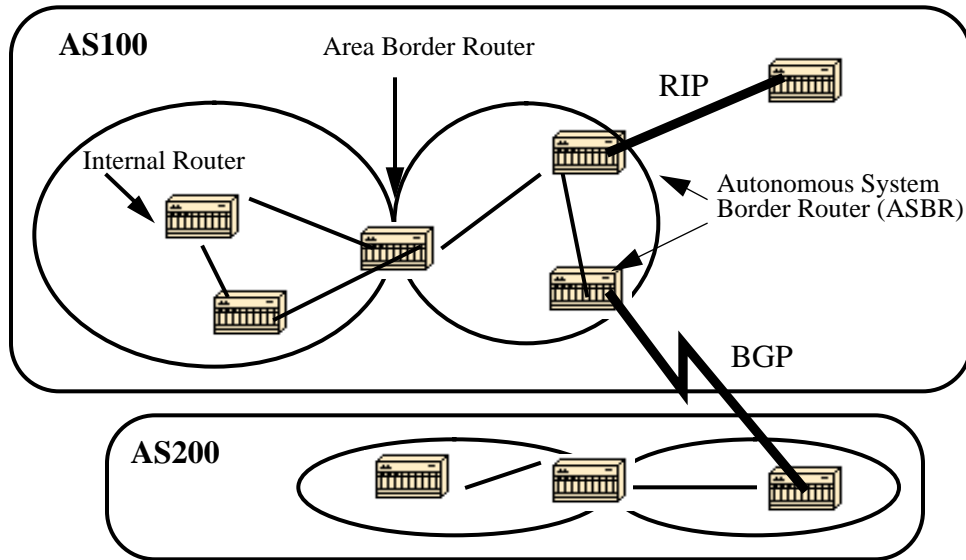 AS100
Area Border Router
RIP
Internal Router
Autonomous System
Border Router (ASBR)
BGP
AS200